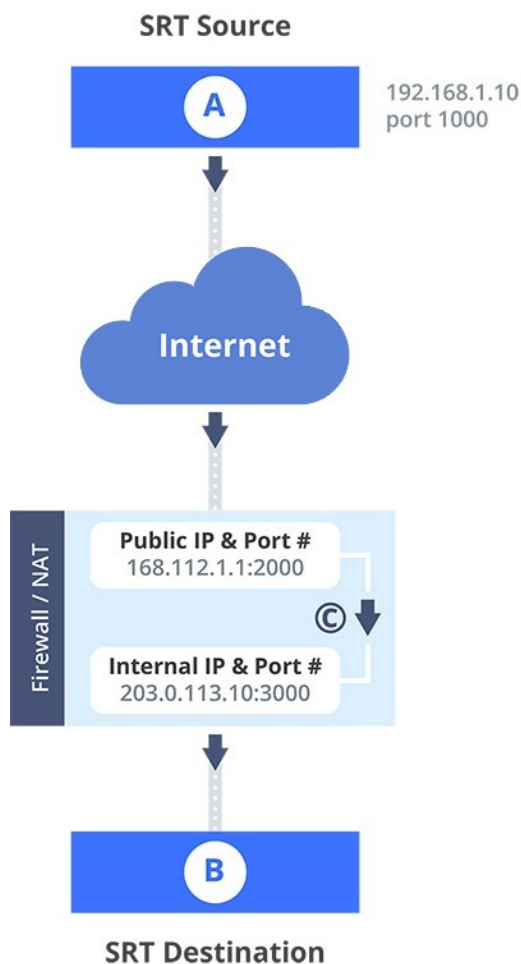 SRT Source
A
192.168.1.10
port 1000
Internet
Firewall / NAT
Public IP & Port #
168.112.1.1:2000
©
Internal IP & Port #
203.0.113.10:3000
B
SRT Destination